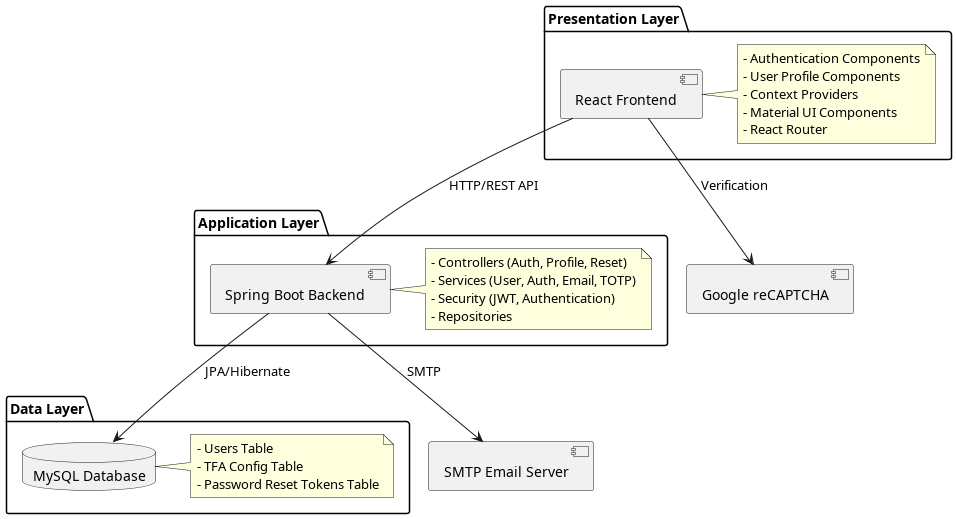 Presentation Layer
React Frontend
- Authentication Components
- User Profile Components
- Context Providers
- Material UI Components
- React Router
HTTP/REST API
Verification
Application Layer
Spring Boot Backend
- Controllers (Auth, Profile, Reset)
- Services (User, Auth, Email, TOTP)
- Security (JWT, Authentication)
- Repositories
Google reCAPTCHA
JPA/Hibernate
SMTP
Data Layer
MySQL Database
- Users Table
- TFA Config Table
- Password Reset Tokens Table
SMTP Email Server